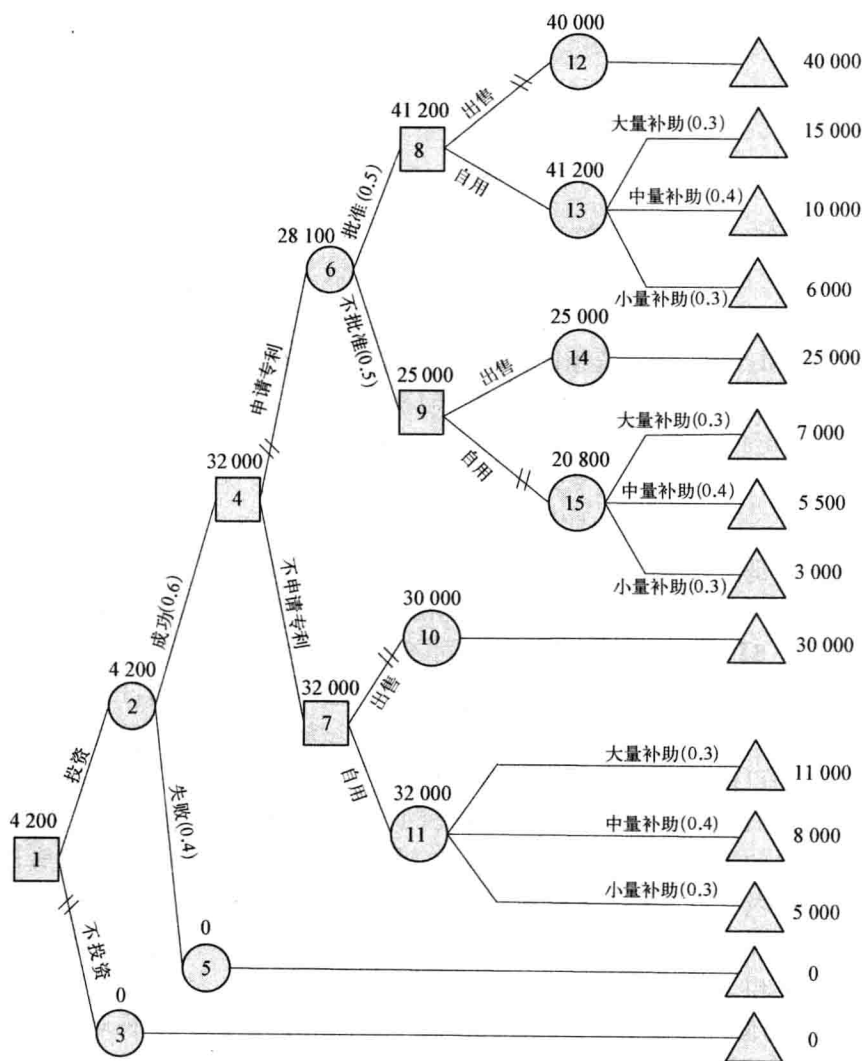 40 000
12
40 000
出售
41 200
8
自用
大量补助(0.3)
15 000
41 200
13
中量补助(0.4)
10 000
小量补助(0.3)
6 000
批准(0.5)
28 100
6
不批准(0.5)
25 000
14
25 000
出售
25 000
9
自用
大量补助(0.3)
7 000
20 800
15
中量补助(0.4)
5 500
小量补助(0.3)
3 000
申请专利
32 000
4
不申请专利
30 000
10
30 000
出售
32 000
7
自用
大量补助(0.3)
11 000
32 000
11
中量补助(0.4)
8 000
小量补助(0.3)
5 000
成功(0.6)
4 200
2
失败(0.4)
投资
4 200
1
不投资
0
5
0
0
3
0